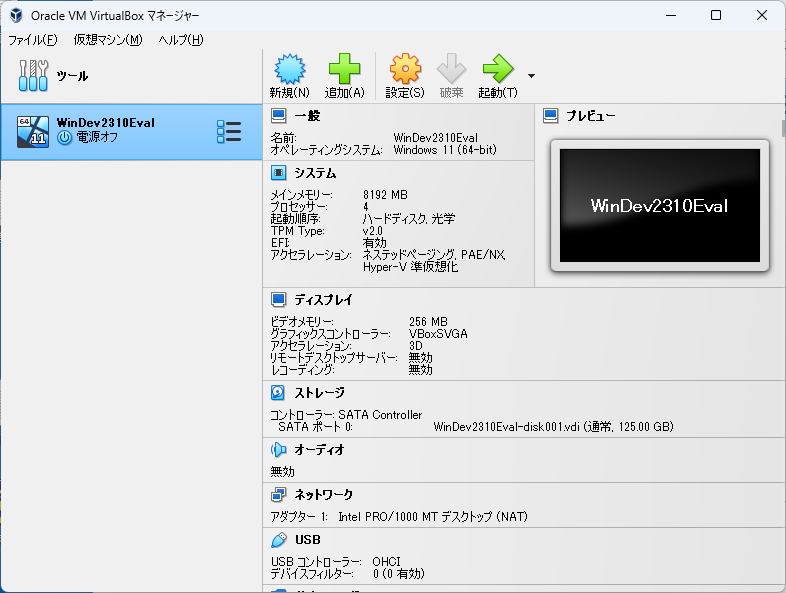 Oracle VM VirtualBox マネージャー
ファイル(F) 仮想マシン(M) ヘルプ(H)
ツール
新規(N) 追加(A) 設定(S) 破棄 起動(T)
64
11
WinDev2310Eval
電源オフ
一般
名前: WinDev2310Eval
オペレーティングシステム: Windows 11 (64-bit)
プレビュー
WinDev2310Eval
システム
メインメモリー: 8192 MB
プロセッサー: 4
起動順序: ハードディスク, 光学
TPM Type: v2.0
EFI: 有効
アクセラレーション: ネステッドページング, PAE/NX,
Hyper-V 準仮想化
ディスプレイ
ビデオメモリー: 256 MB
グラフィックスコントローラー: VBoxSVGA
アクセラレーション: 3D
リモートデスクトップサーバー: 無効
レコーディング: 無効
ストレージ
コントローラー: SATA Controller
SATA ポート 0: WinDev2310Eval-disk001.vdi (通常, 125.00 GB)
オーディオ
無効
ネットワーク
アダプター 1: Intel PRO/1000 MT デスクトップ (NAT)
USB
USB コントローラー: OHCI
デバイスフィルター: 0 (0 有効)